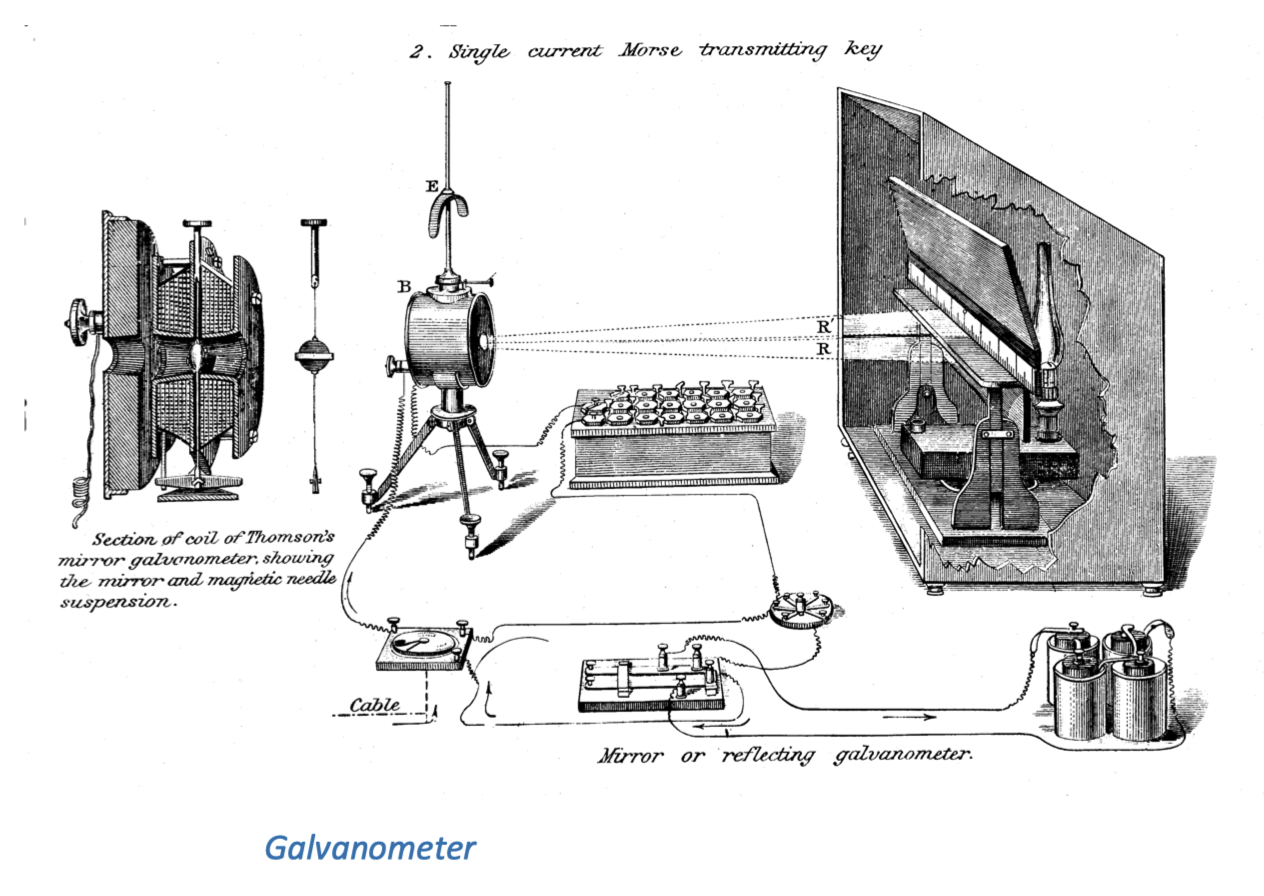 2. Single current Morse transmitting key
E
B
R
R
Section of coil of Thomson's
mirror galvanometer, showing
the mirror and magnetic needle
suspension.
Cable
Mirror or reflecting galvanometer.
Galvanometer